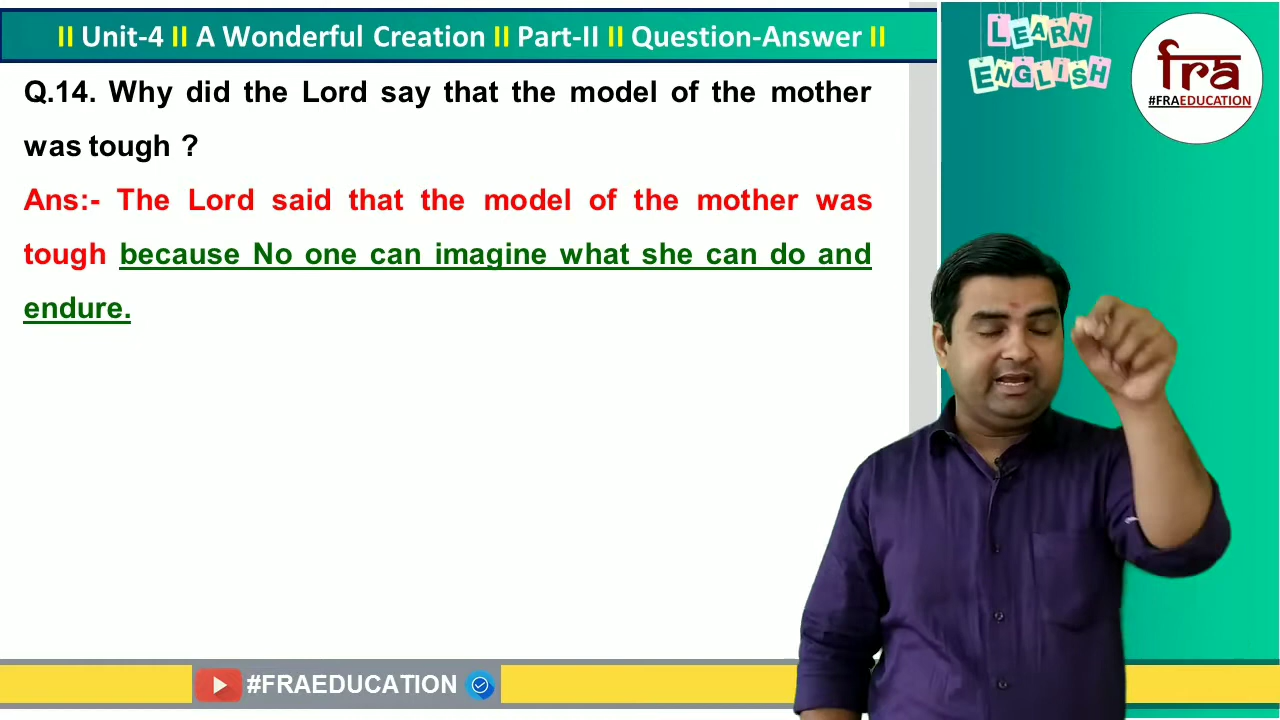 II Unit-4 II A Wonderful Creation II Part-II II Question-Answer II
LEARN
ENGLISH
fra
#FRAEDUCATION
Q.14. Why did the Lord say that the model of the mother
was tough ?
Ans:- The Lord said that the model of the mother was
tough because No one can imagine what she can do and
endure.
#FRAEDUCATION